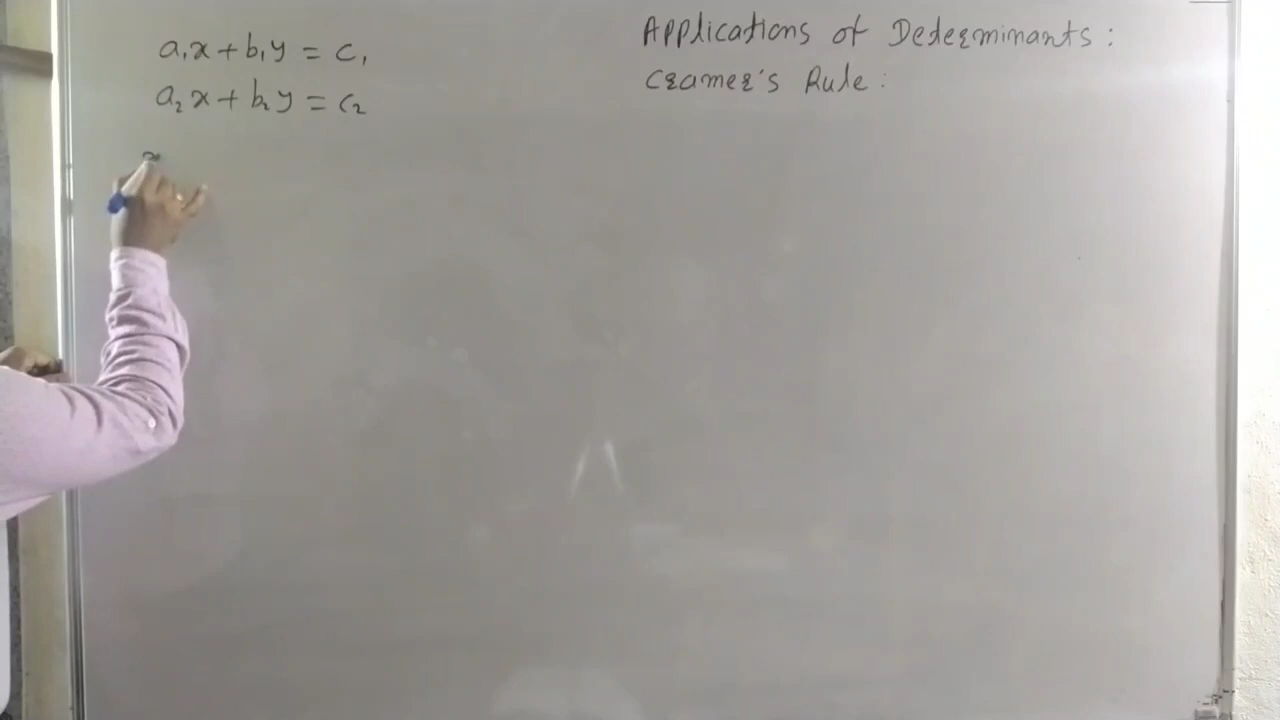 a₁x + b₁y = c₁
a₂x + b₂y = c₂
Applications of Determinants :
Cramer's Rule :